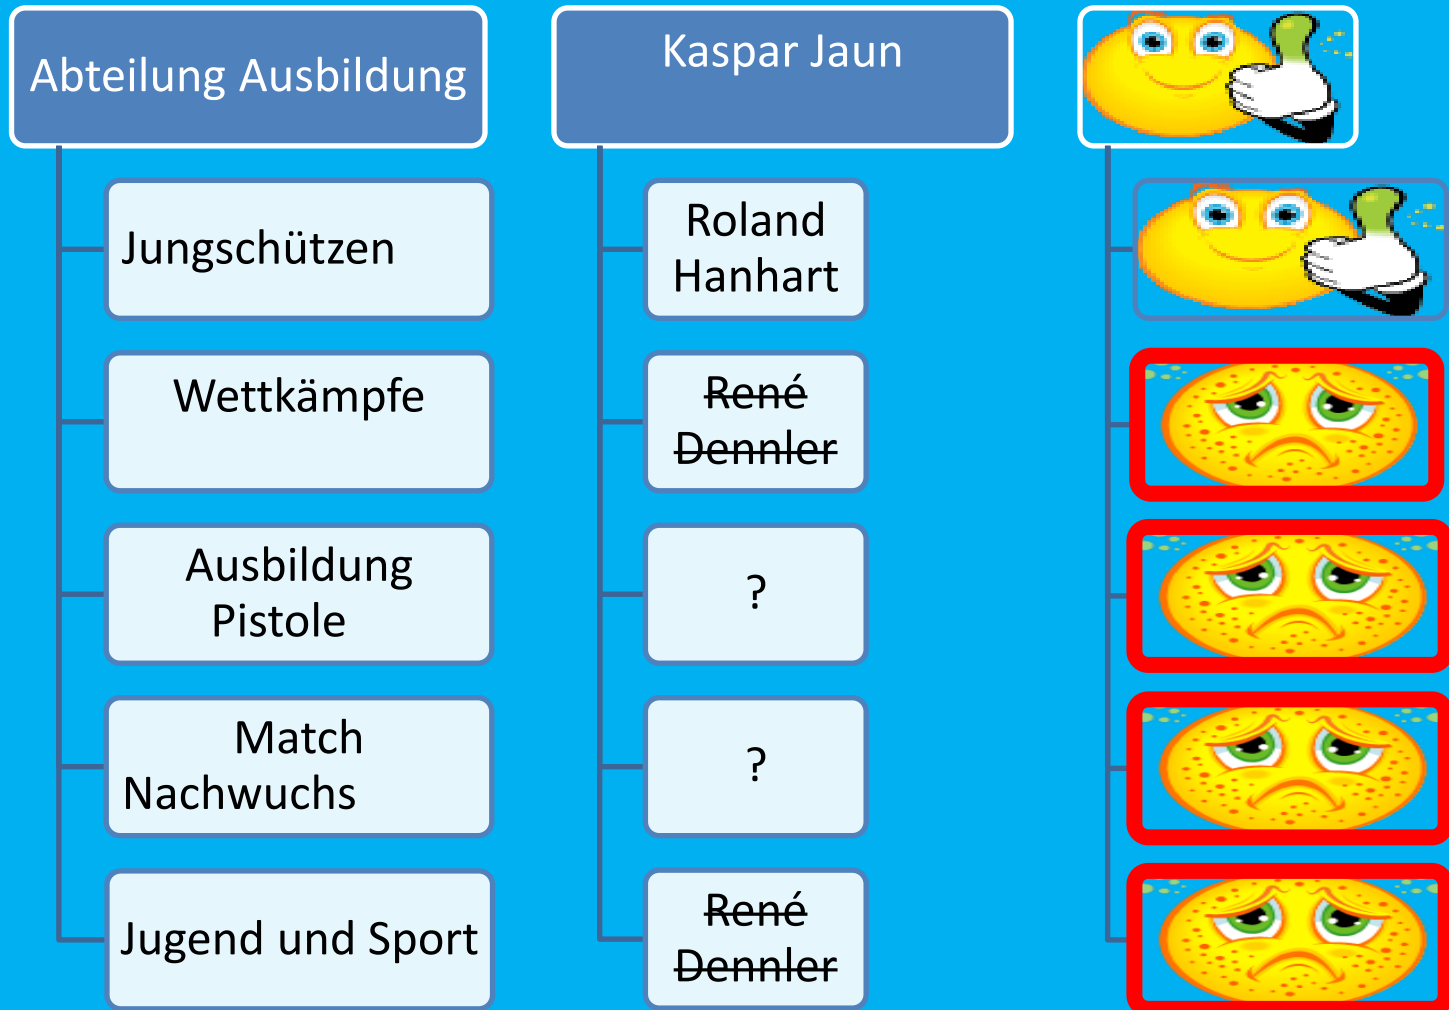 Abteilung Ausbildung
Kaspar Jaun
Jungschützen
Roland
Hanhart
Wettkämpfe
René
Dennler
Ausbildung
Pistole
?
Match
Nachwuchs
?
Jugend und Sport
René
Dennler